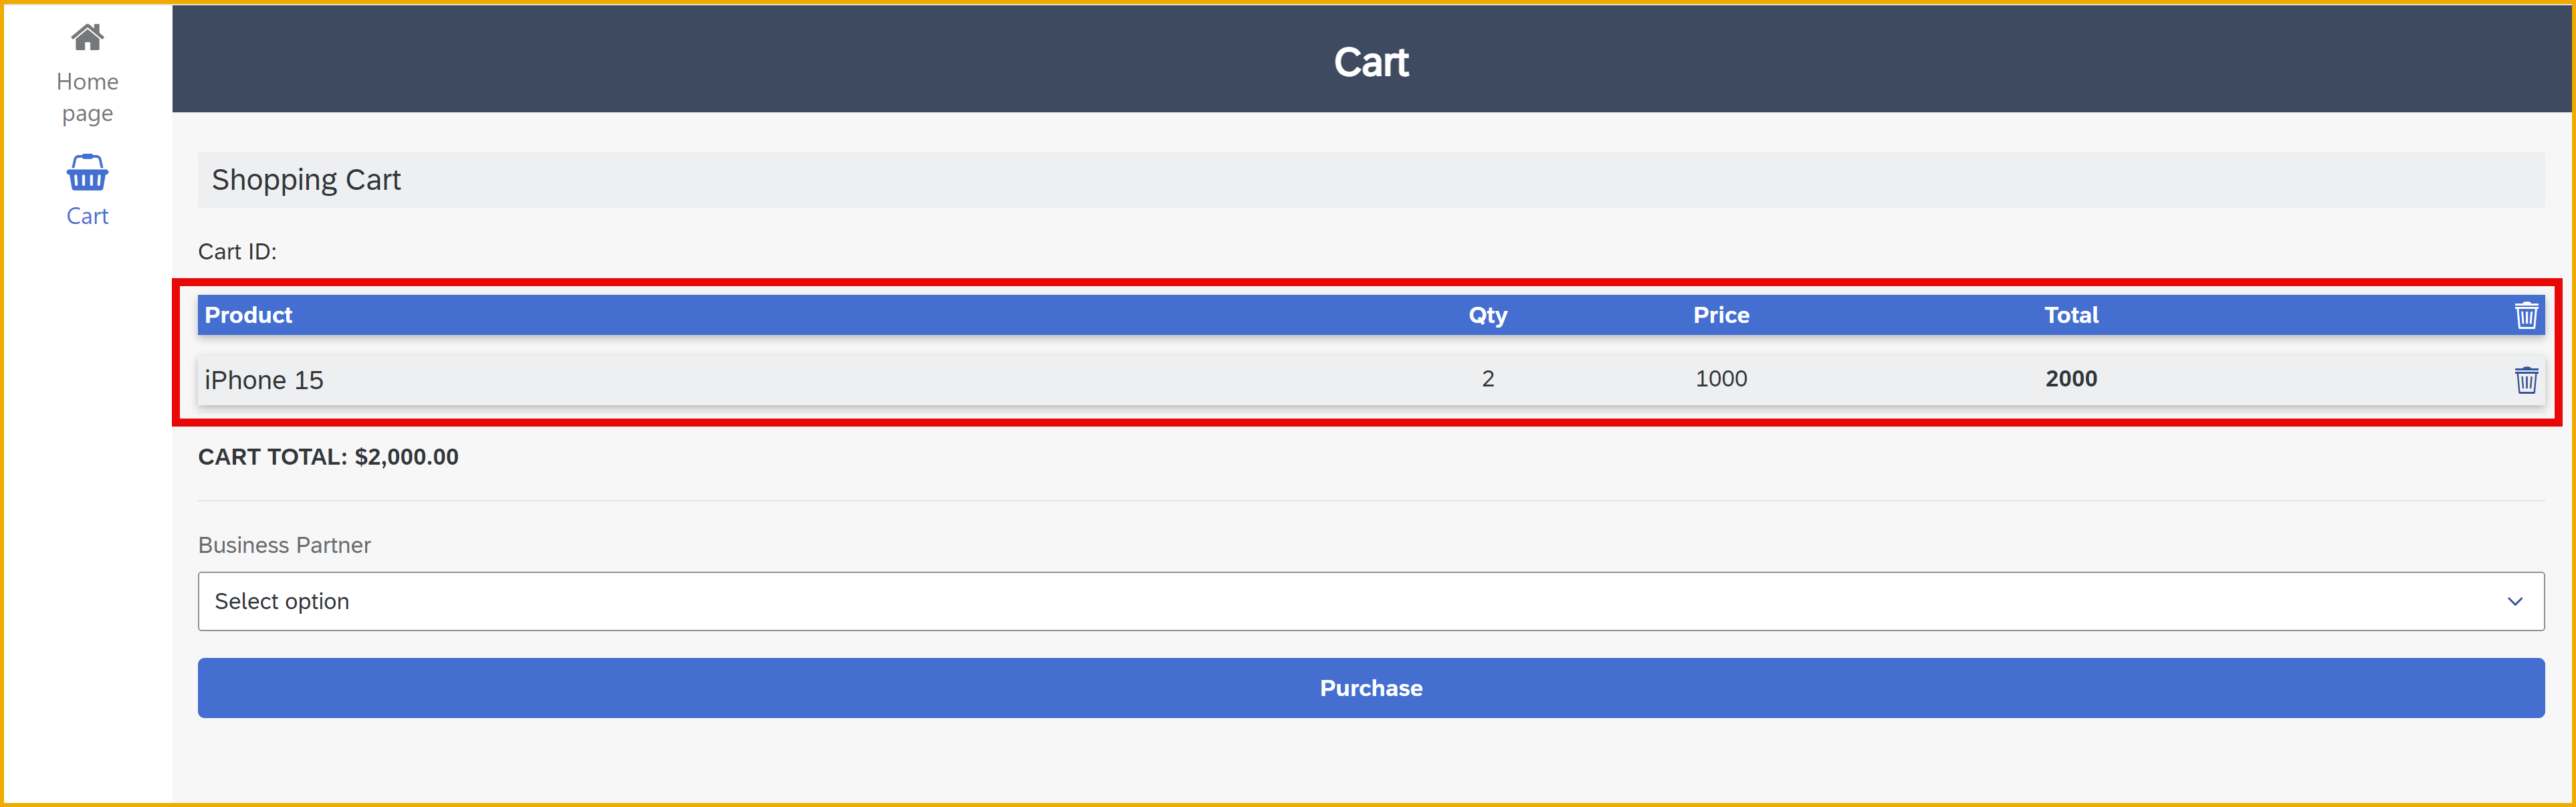 Home
page
Cart
Cart
Shopping Cart
Cart ID:
Product Qty Price Total
iPhone 15 2 1000 2000
CART TOTAL: $2,000.00
Business Partner
Select option
Purchase